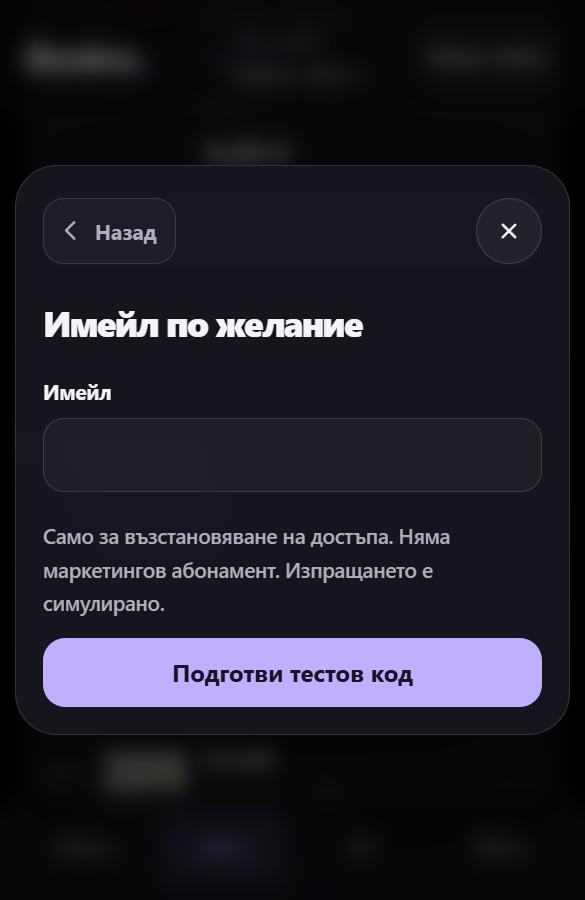 Назад
Имейл по желание
Имейл
Само за възстановяване на достъпа. Няма
маркетингов абонамент. Изпращането е
симулирано.
Подготви тестов код